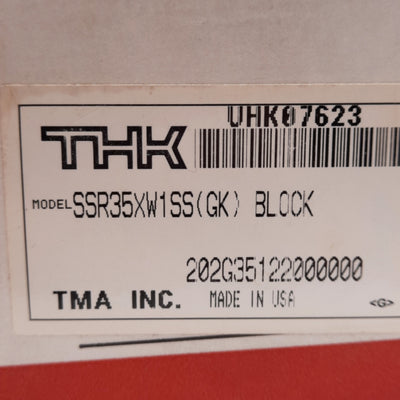 UHK07623
THK
MODEL SSR35XW1SS(GK) BLOCK
202G35122000000
TMA INC. MADE IN USA <G>